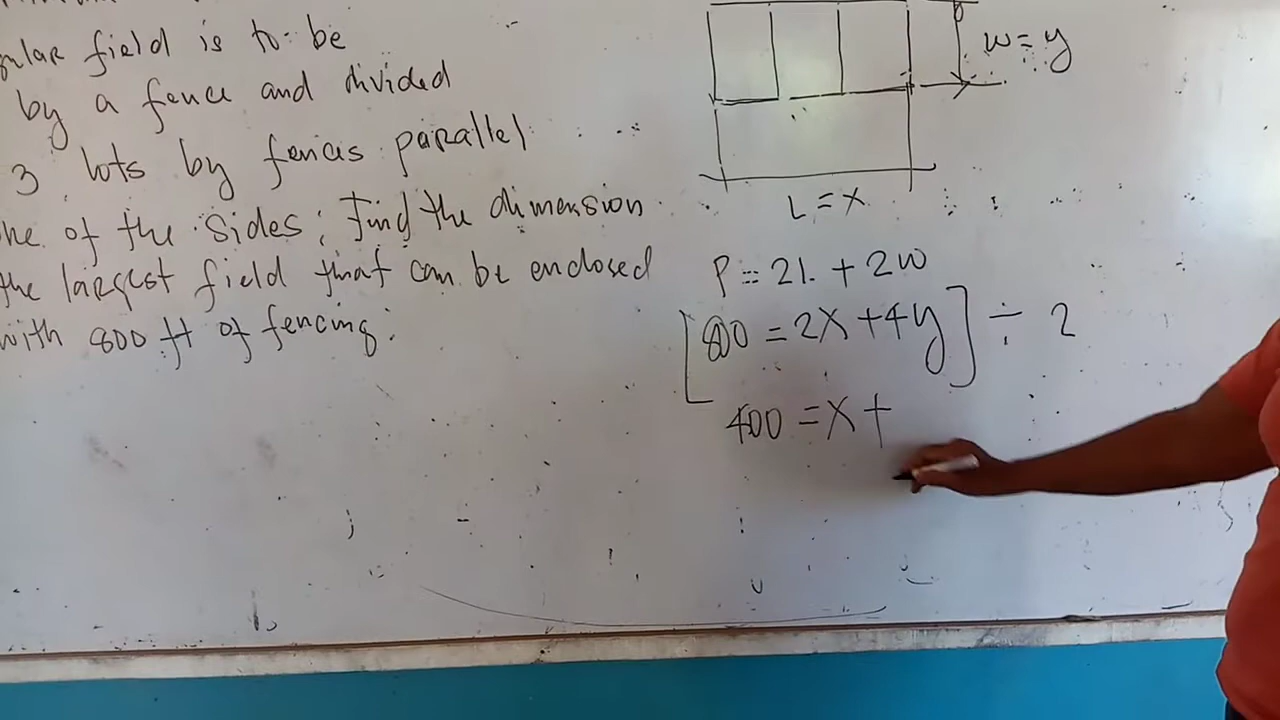 field is to be
by a fence and divided
3 lots by fences parallel
of the sides; Find the dimension
the largest field that can be enclosed
with 800 ft of fencing.
w = y
L = x
P = 2L + 2w
[800 = 2x + 4y] ÷ 2
400 = x +